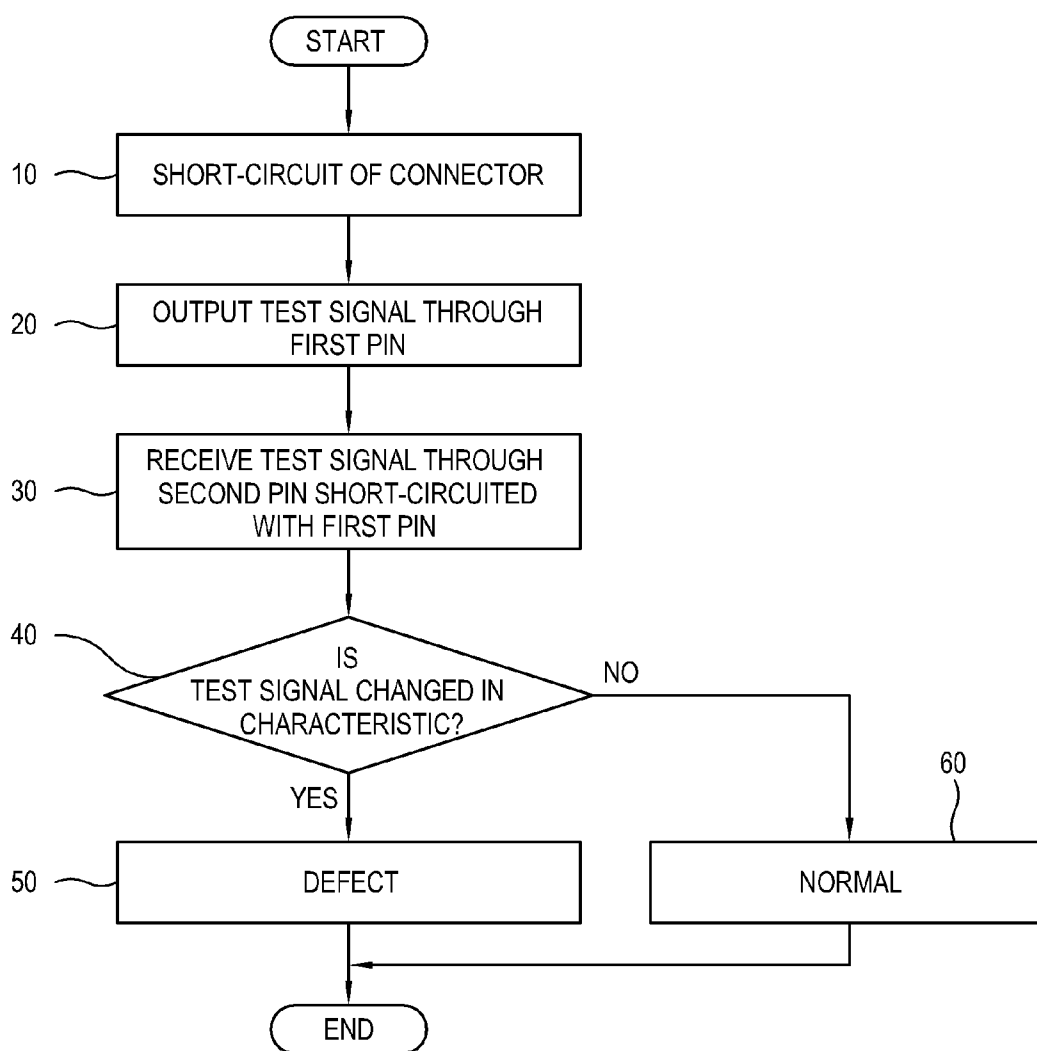 START
10
SHORT-CIRCUIT OF CONNECTOR
20
OUTPUT TEST SIGNAL THROUGH
FIRST PIN
30
RECEIVE TEST SIGNAL THROUGH
SECOND PIN SHORT-CIRCUITED
WITH FIRST PIN
40
IS
TEST SIGNAL CHANGED IN
CHARACTERISTIC?
NO
YES
60
50
DEFECT
NORMAL
END